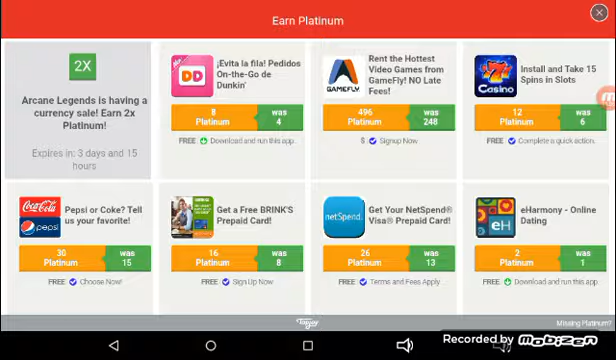 Earn Platinum
2X
Arcane Legends is having a
currency sale! Earn 2x
Platinum!
Expires in: 3 days and 15
hours
DD
¡Evita la fila! Pedidos
On-the-Go de
Dunkin'
8
Platinum
was
4
FREE Download and run this app.
GAMEFLY
Rent the Hottest
Video Games from
GameFly! NO Late
Fees!
496
Platinum
was
248
$ Signup Now
777
Casino
Install and Take 15
Spins in Slots
12
Platinum
was
6
FREE Complete a quick action.
Coca-Cola
pepsi
Pepsi or Coke? Tell
us your favorite!
30
Platinum
was
15
FREE Choose Now!
Get a Free BRINK'S
Prepaid Card!
16
Platinum
was
8
FREE Sign Up Now
netSpend
Get Your NetSpend®
Visa® Prepaid Card!
26
Platinum
was
13
FREE Terms and Fees Apply
eH
eHarmony - Online
Dating
2
Platinum
was
1
FREE Download and run this app.
Tapjoy
Missing Platinum?
Recorded by Mobizen